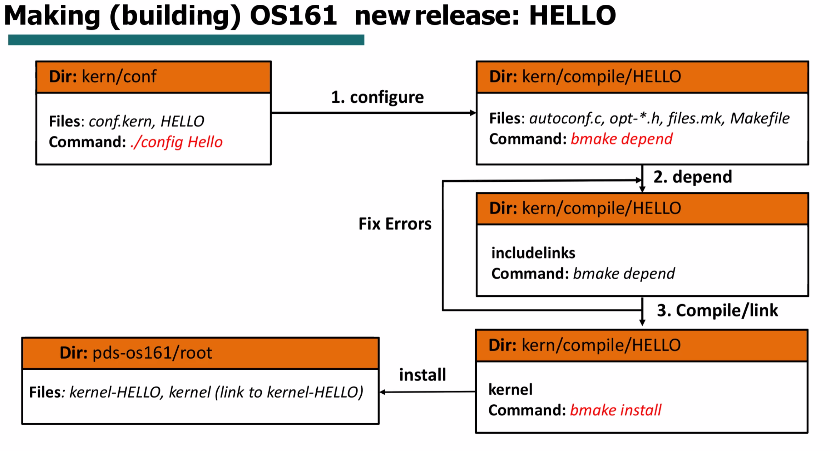 Making (building) OS161 new release: HELLO
Dir: kern/conf
Files: conf.kern, HELLO
Command: ./config Hello
1. configure
Dir: kern/compile/HELLO
Files: autoconf.c, opt-*.h, files.mk, Makefile
Command: bmake depend
2. depend
Fix Errors
Dir: kern/compile/HELLO
includelinks
Command: bmake depend
3. Compile/link
Dir: kern/compile/HELLO
kernel
Command: bmake install
install
Dir: pds-os161/root
Files: kernel-HELLO, kernel (link to kernel-HELLO)